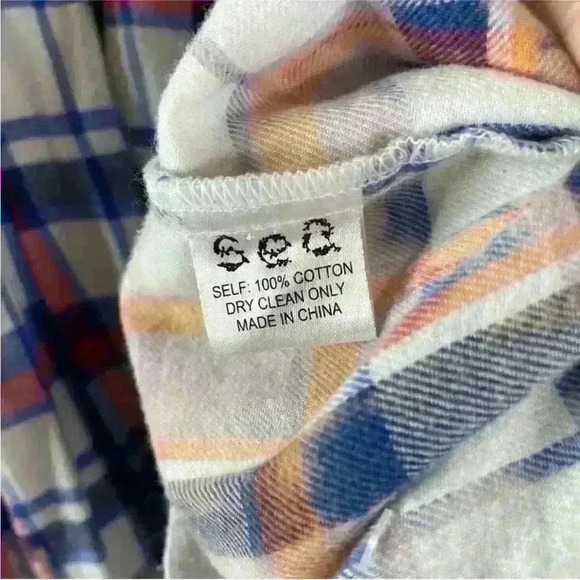 sea
SELF: 100% COTTON
DRY CLEAN ONLY
MADE IN CHINA